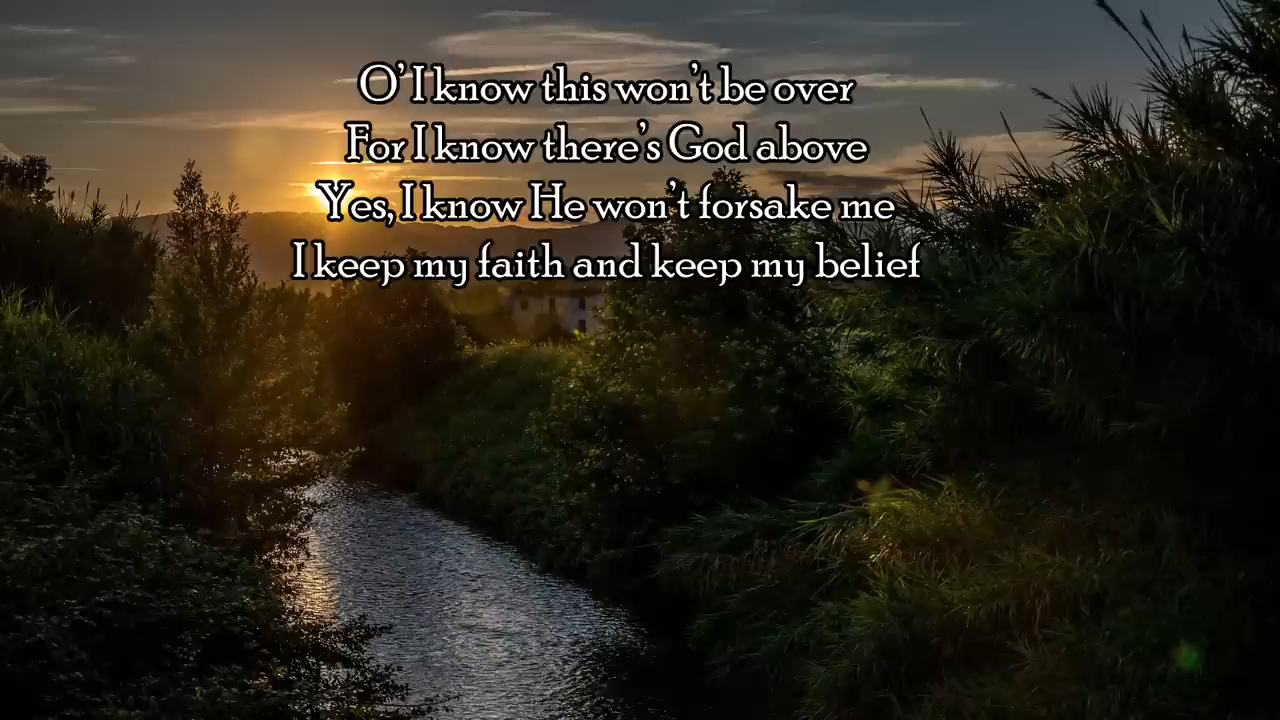 O' I know this won't be over
For I know there's God above
Yes, I know He won't forsake me
I keep my faith and keep my belief